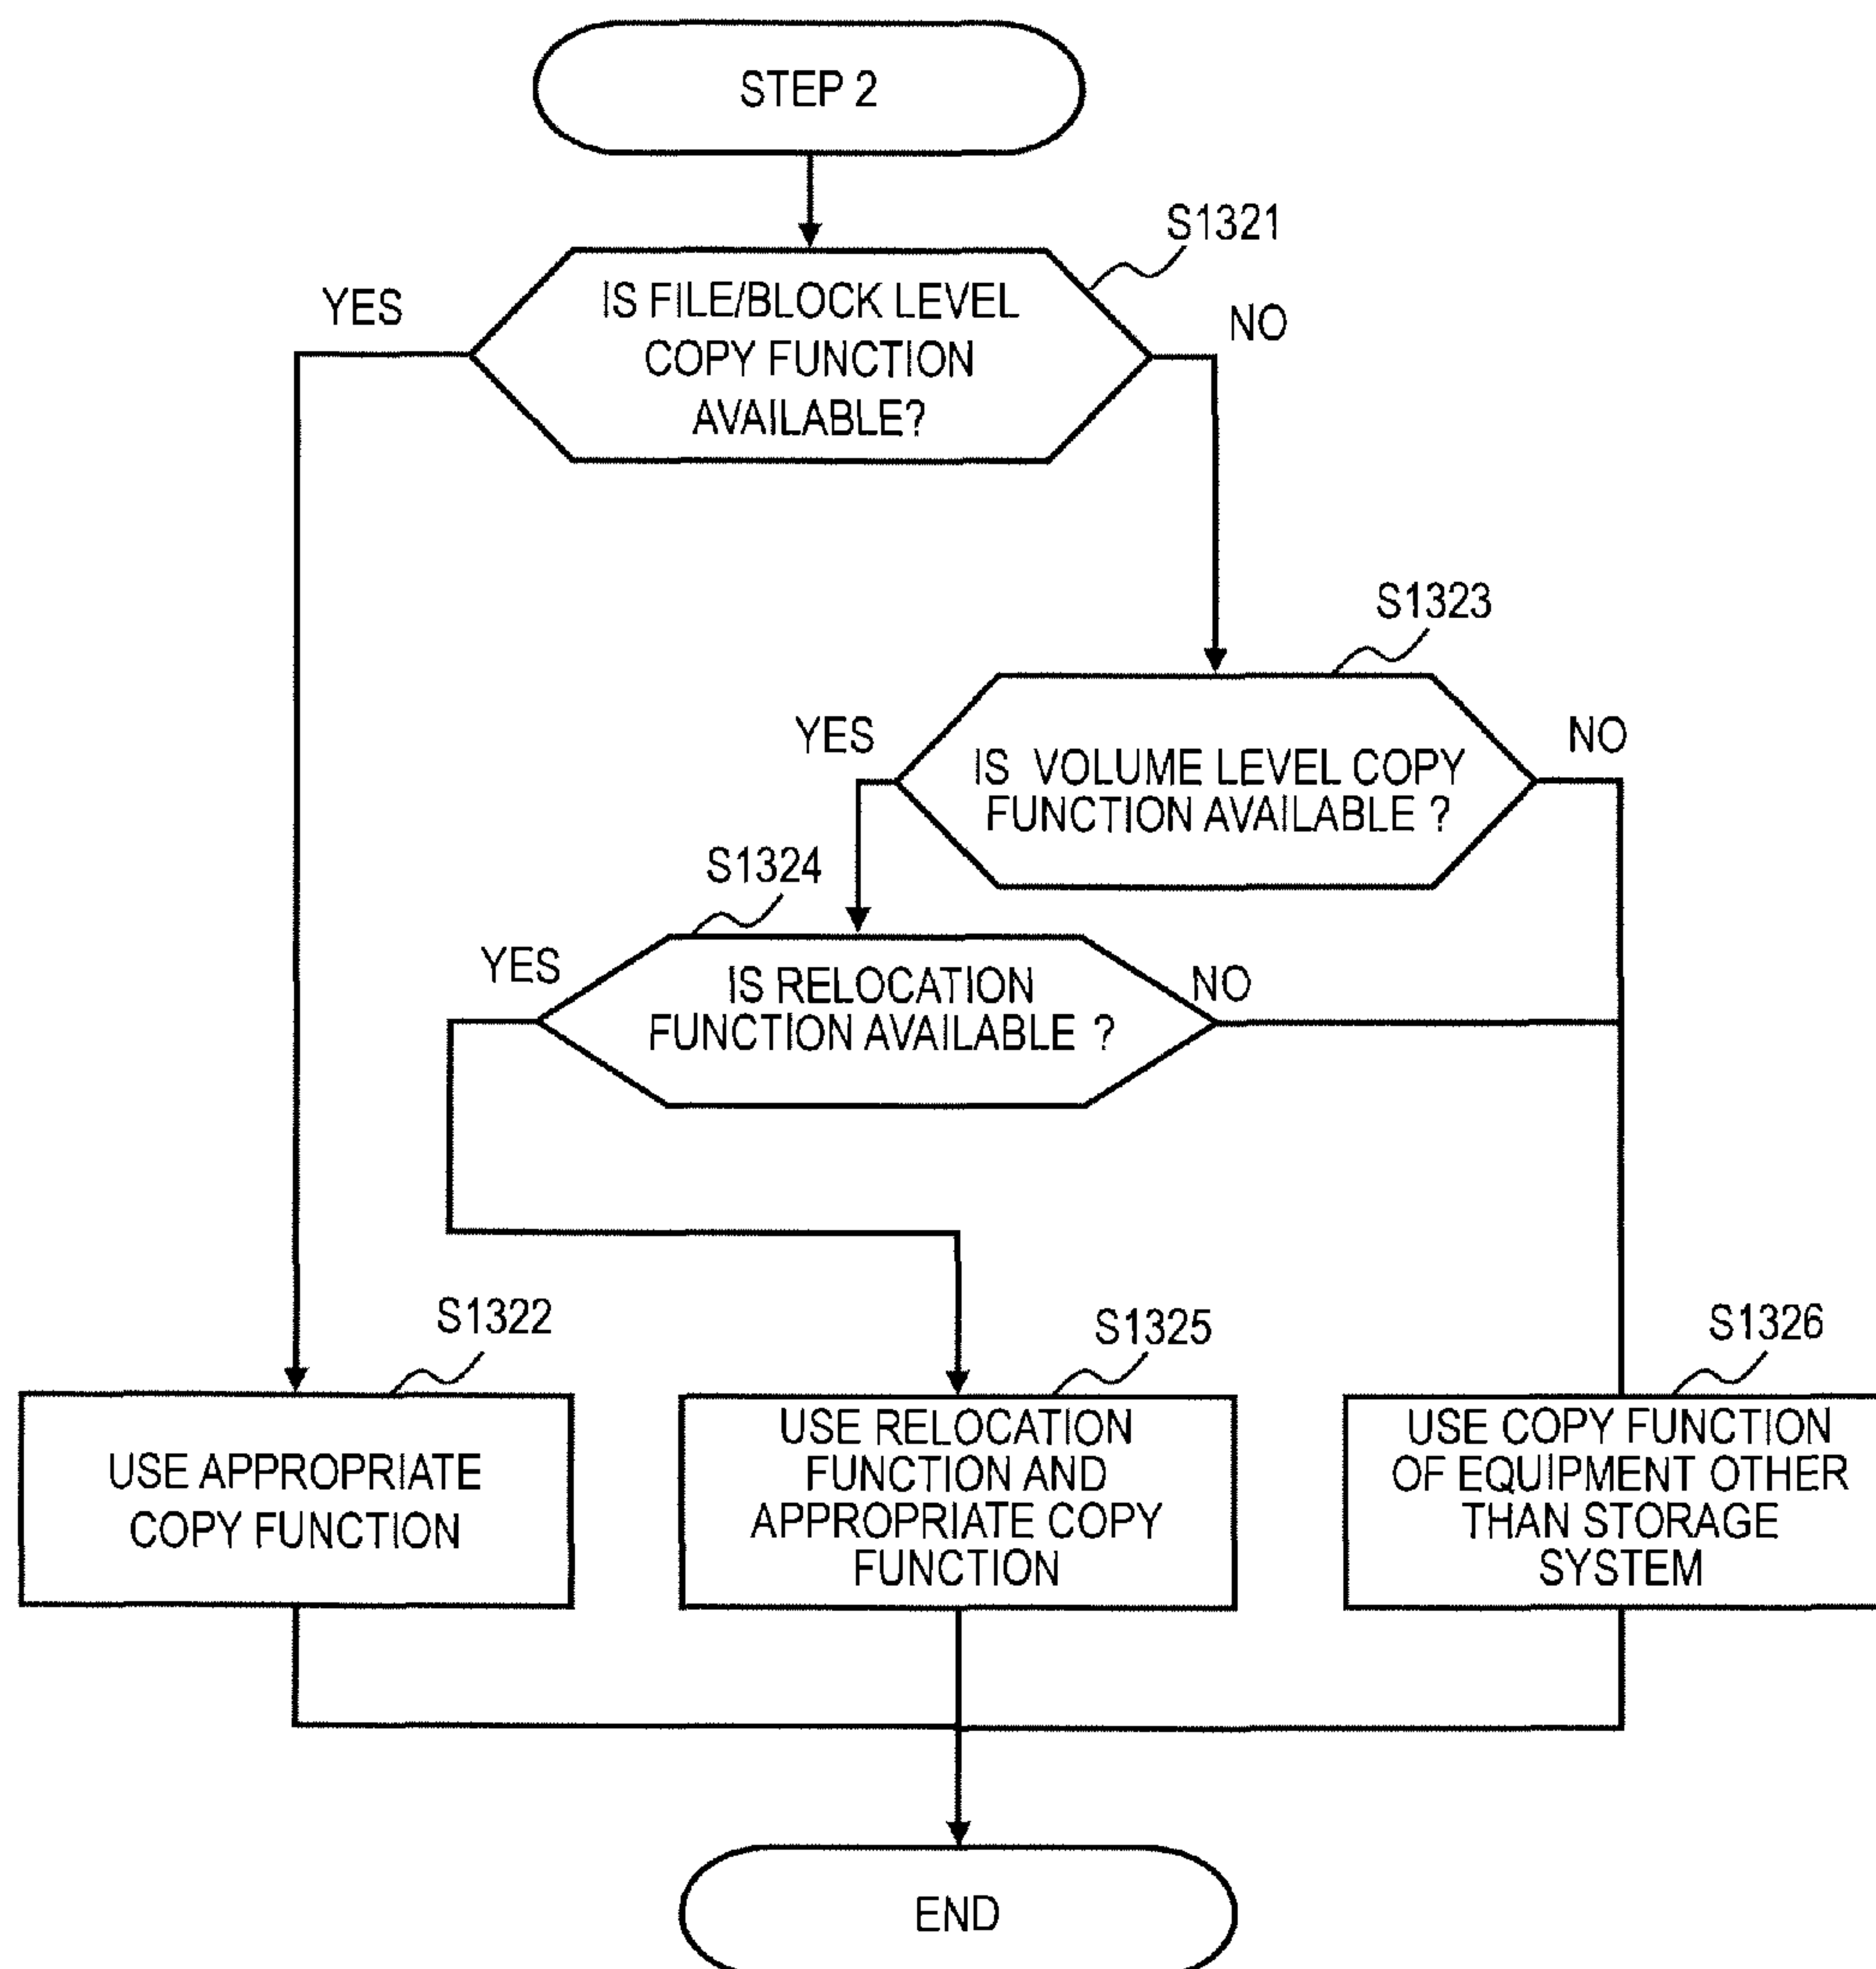 STEP 2
S1321
YES
IS FILE/BLOCK LEVEL
COPY FUNCTION
AVAILABLE?
NO
S1323
YES
IS VOLUME LEVEL COPY
FUNCTION AVAILABLE ?
NO
S1324
YES
IS RELOCATION
FUNCTION AVAILABLE ?
NO
S1322
USE APPROPRIATE
COPY FUNCTION
S1325
USE RELOCATION
FUNCTION AND
APPROPRIATE COPY
FUNCTION
S1326
USE COPY FUNCTION
OF EQUIPMENT OTHER
THAN STORAGE
SYSTEM
END